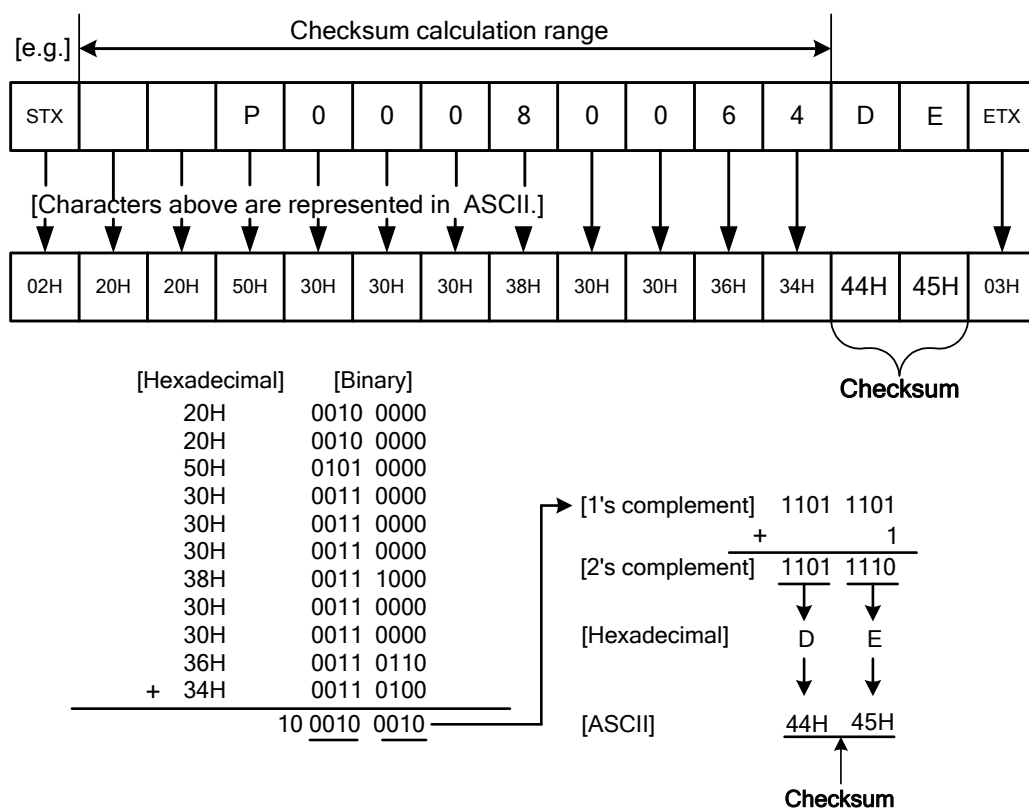 [e.g.] Checksum calculation range
STX P 0 0 0 8 0 0 6 4 D E ETX
[Characters above are represented in ASCII.]
02H 20H 20H 50H 30H 30H 30H 38H 30H 30H 36H 34H 44H 45H 03H
Checksum
[Hexadecimal] [Binary]
20H 0010 0000
20H 0010 0000
50H 0101 0000
30H 0011 0000
30H 0011 0000
30H 0011 0000
38H 0011 1000
30H 0011 0000
30H 0011 0000
36H 0011 0110
+ 34H 0011 0100
10 0010 0010
[1's complement] 1101 1101
+ 1
[2's complement] 1101 1110
[Hexadecimal] D E
[ASCII] 44H 45H
Checksum